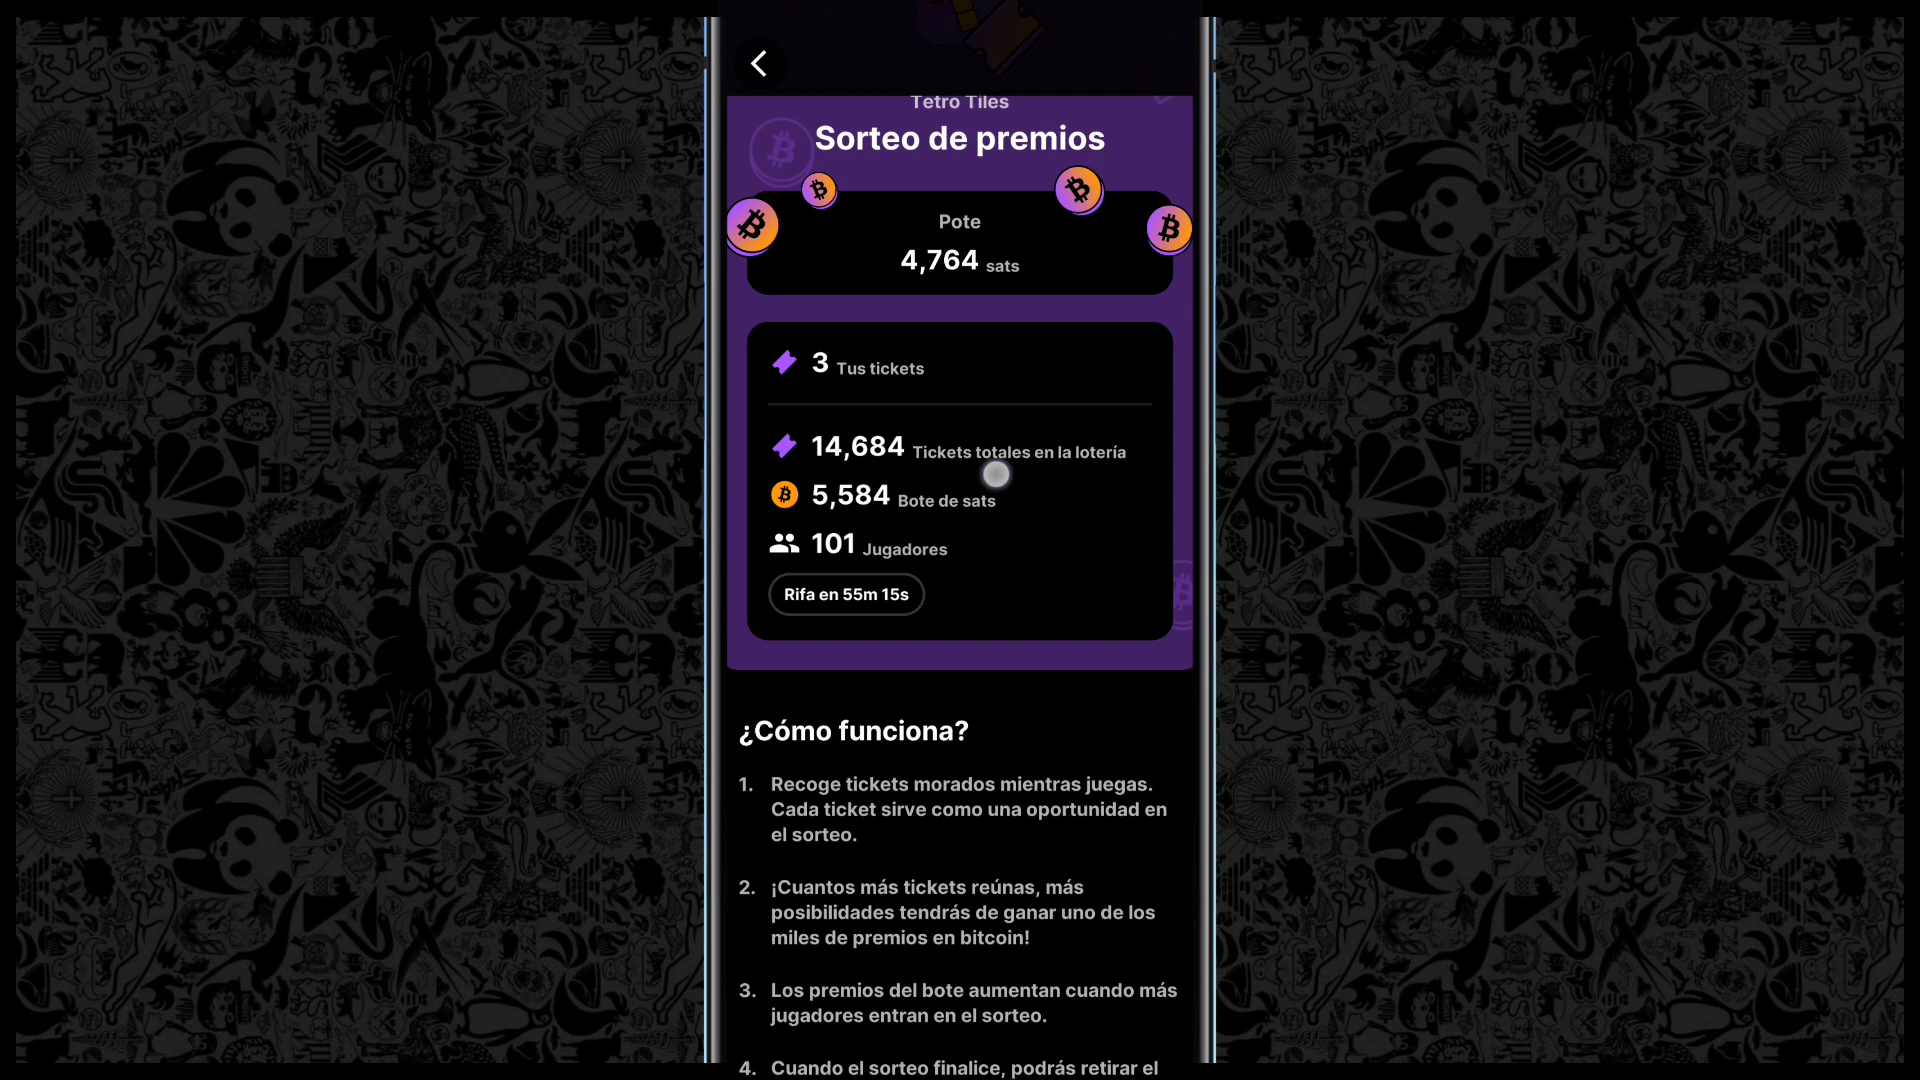 Tetro Tiles
Sorteo de premios
Pote
4,764 sats
3 Tus tickets
14,684 Tickets totales en la lotería
5,584 Bote de sats
101 Jugadores
Rifa en 55m 15s
¿Cómo funciona?
1. Recoge tickets morados mientras juegas.
Cada ticket sirve como una oportunidad en
el sorteo.
2. ¡Cuantos más tickets reúnas, más
posibilidades tendrás de ganar uno de los
miles de premios en bitcoin!
3. Los premios del bote aumentan cuando más
jugadores entran en el sorteo.
4. Cuando el sorteo finalice, podrás retirar el